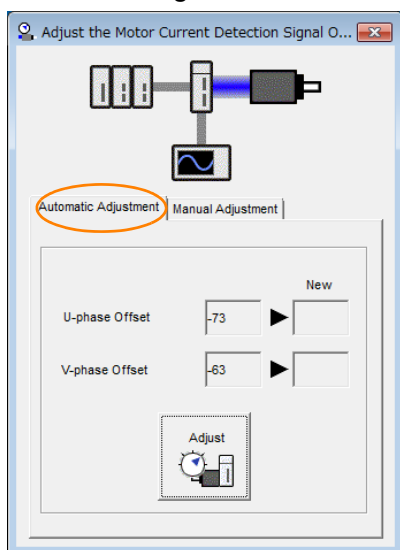 Adjust the Motor Current Detection Signal O...
Automatic Adjustment
Manual Adjustment
New
U-phase Offset
-73
V-phase Offset
-63
Adjust